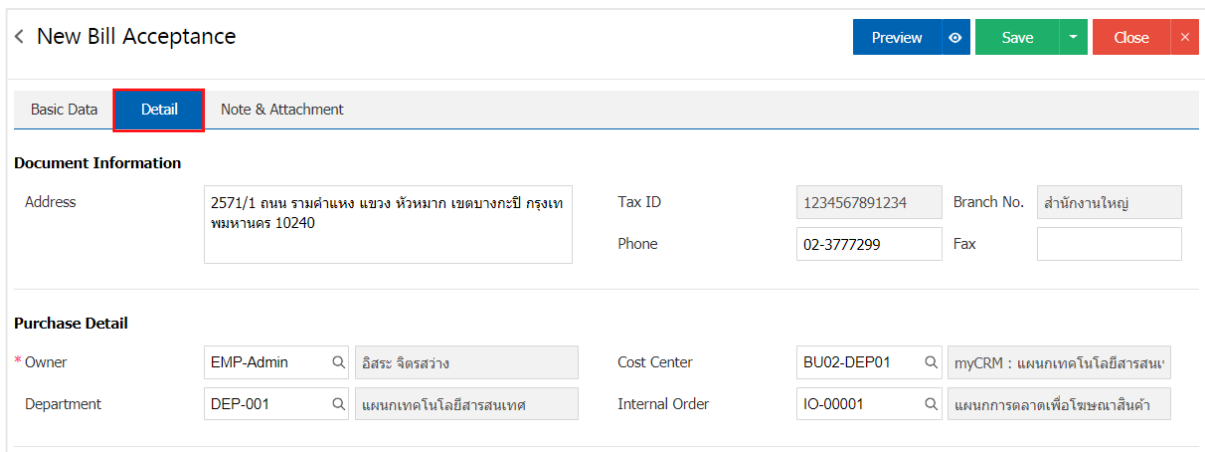 New Bill Acceptance
Preview Save Close
Basic Data Detail Note & Attachment
Document Information
Address 2571/1 ถนน รามคำแหง แขวง หัวหมาก เขตบางกะปิ กรุงเท Tax ID 1234567891234 Branch No. สำนักงานใหญ่
พมหานคร 10240
Phone 02-3777299 Fax
Purchase Detail
* Owner EMP-Admin อิสระ จิตรสว่าง Cost Center BU02-DEP01 myCRM : แผนกเทคโนโลยีสารสนเ
Department DEP-001 แผนกเทคโนโลยีสารสนเทศ Internal Order IO-00001 แผนกการตลาดเพื่อโฆษณาสินค้า